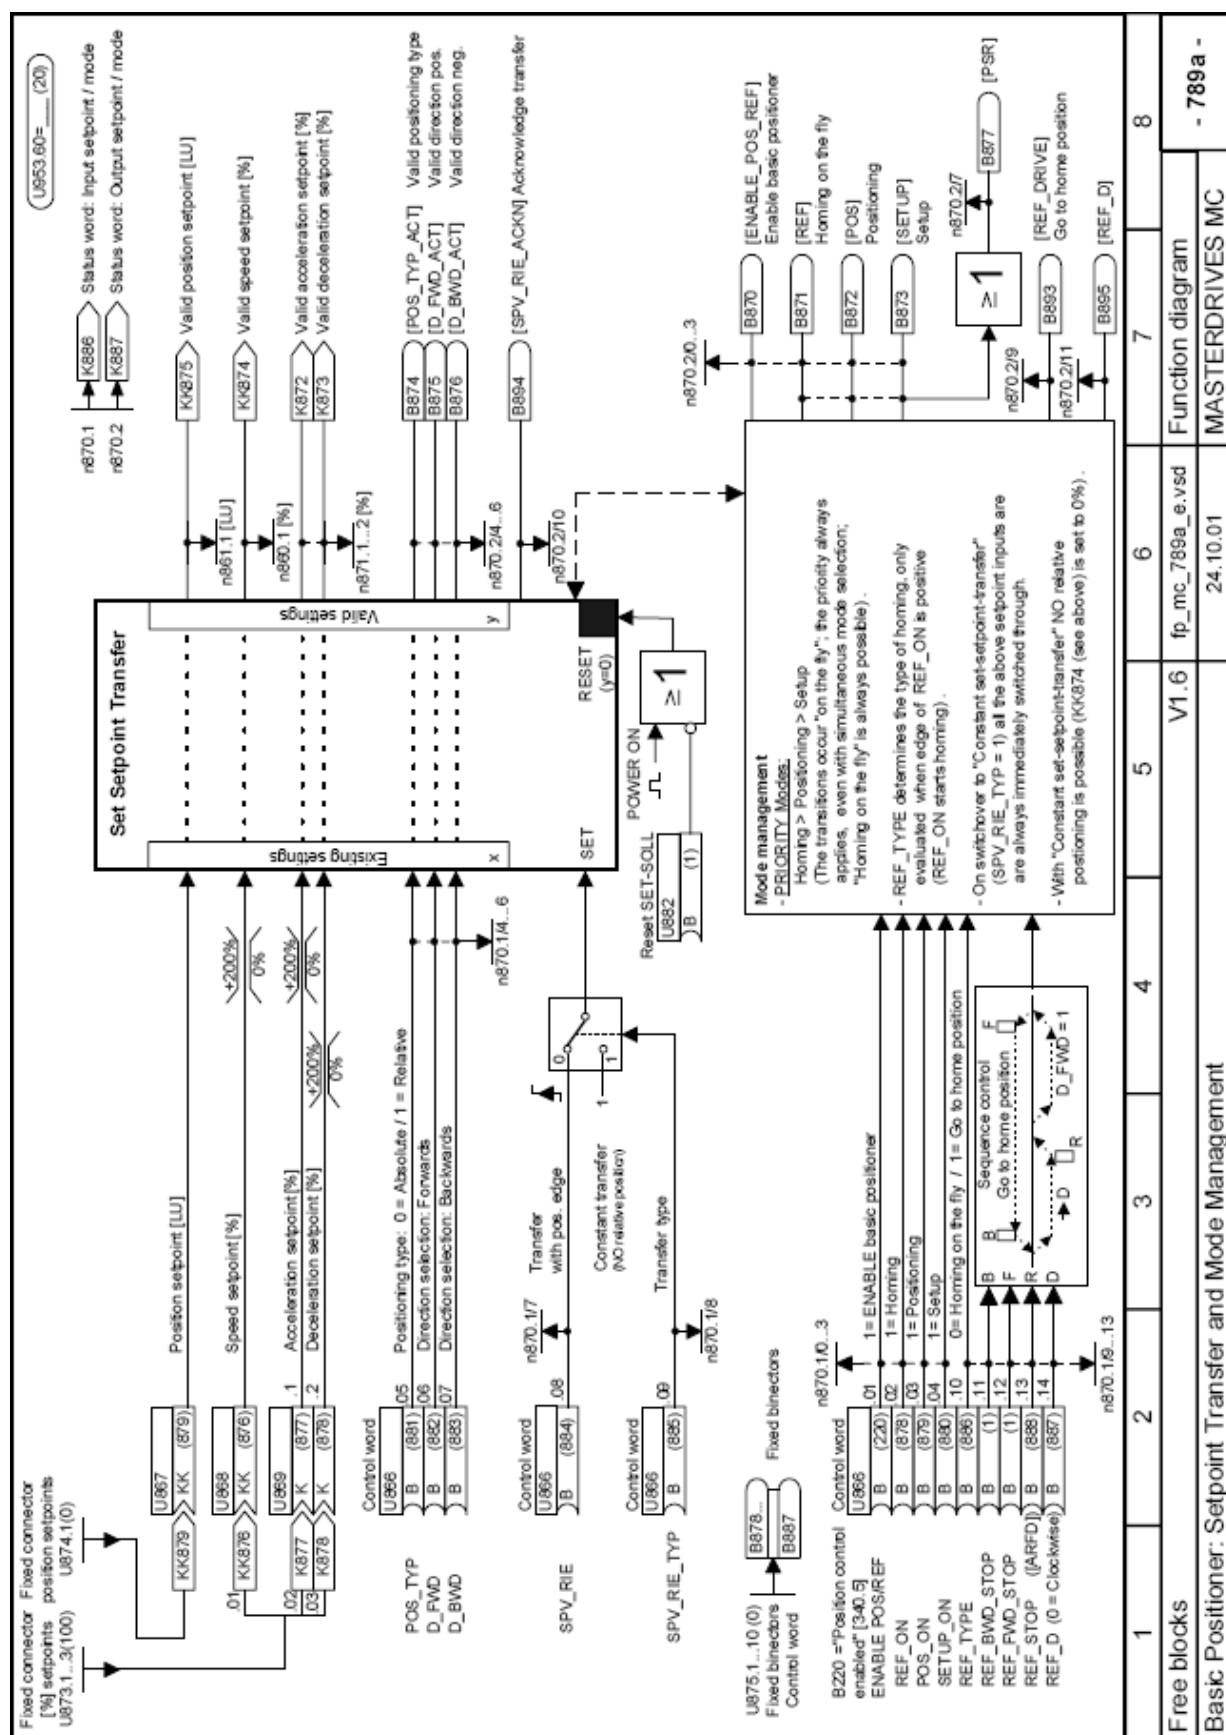 Fixed connector
[%] setpoints
U873.1...3(100)
Fixed connector
position setpoints
U874.1(0)
U953.60=____(20)
n870.1
K886
Status word: Input setpoint / mode
n870.2
K887
Status word: Output setpoint / mode
Set Setpoint Transfer
Existing settings
Valid settings
x
y
KK879
U867
KK (879)
Position setpoint [LU]
KK875
Valid position setpoint [LU]
n861.1 [LU]
.01
KK876
U868
KK (876)
Speed setpoint [%]
+200%
0%
KK874
Valid speed setpoint [%]
n860.1 [%]
.02
K877
U869
K (877)
.1
Acceleration setpoint [%]
+200%
0%
K872
Valid acceleration setpoint [%]
.03
K878
K (878)
.2
Deceleration setpoint [%]
+200%
0%
K873
Valid deceleration setpoint [%]
n871.1...2 [%]
Control word
U866
POS_TYP
B (881)
.05
Positioning type: 0 = Absolute / 1 = Relative
B874
[POS_TYP_ACT] Valid positioning type
D_FWD
B (882)
.06
Direction selection: Forwards
B875
[D_FWD_ACT] Valid direction pos.
D_BWD
B (883)
.07
Direction selection: Backwards
B876
[D_BWD_ACT] Valid direction neg.
n870.1/4...6
n870.2/4...6
B894
[SPV_RIE_ACKN] Acknowledge transfer
n870.2/10
Control word
U866
SPV_RIE
B (884)
.08
n870.1/7
Transfer
with pos. edge
0
1
1
Constant transfer
(NO relative position)
SET
RESET
(y=0)
Control word
U866
SPV_RIE_TYP
B (885)
.09
Transfer type
n870.1/8
Reset SET-SOLL
U882
B (1)
POWER ON
≥1
U875.1...10 (0)
Fixed binectors
Control word
B878...
B887
Fixed binectors
B220 ="Position control
enabled" [340.5]
Control word
U866
n870.1/0...3
ENABLE POS/REF
B (220)
.01
1= ENABLE basic positioner
REF_ON
B (878)
.02
1= Homing
POS_ON
B (879)
.03
1= Positioning
SETUP_ON
B (880)
.04
1= Setup
REF_TYPE
B (886)
.10
0= Homing on the fly / 1= Go to home position
REF_BWD_STOP
B (1)
.11
B
REF_FWD_STOP
B (1)
.12
F
REF_STOP ([ARFD])
B (888)
.13
R
REF_D (0 = Clockwise)
B (887)
.14
D
n870.1/9...13
Sequence control
Go to home position
B
F
D
R
D_FWD = 1
Mode management
- PRIORITY Modes:
Homing > Positioning > Setup
(The transitions occur "on the fly"; the priority always
applies, even with simultaneous mode selection;
"Homing on the fly" is always possible) .
- REF_TYPE determines the type of homing, only
evaluated when edge of REF_ON is positive
(REF_ON starts homing) .
- On switchover to "Constant set-setpoint-transfer"
(SPV_RIE_TYP = 1) all the above setpoint inputs are
are always immediately switched through.
- With "Constant set-setpoint-transfer" NO relative
postioning is possible (KK874 (see above) is set to 0%) .
n870.2/0...3
B870
[ENABLE_POS_REF]
Enable basic positioner
B871
[REF]
Homing on the fly
B872
[POS]
Positioning
B873
[SETUP]
Setup
≥1
n870.2/7
B877
[PSR]
n870.2/9
B893
[REF_DRIVE]
Go to home position
n870.2/11
B895
[REF_D]
1 2 3 4 5 6 7 8
Free blocks
V1.6
fp_mc_789a_e.vsd
Function diagram
- 789a -
Basic Positioner: Setpoint Transfer and Mode Management
24.10.01
MASTERDRIVES MC